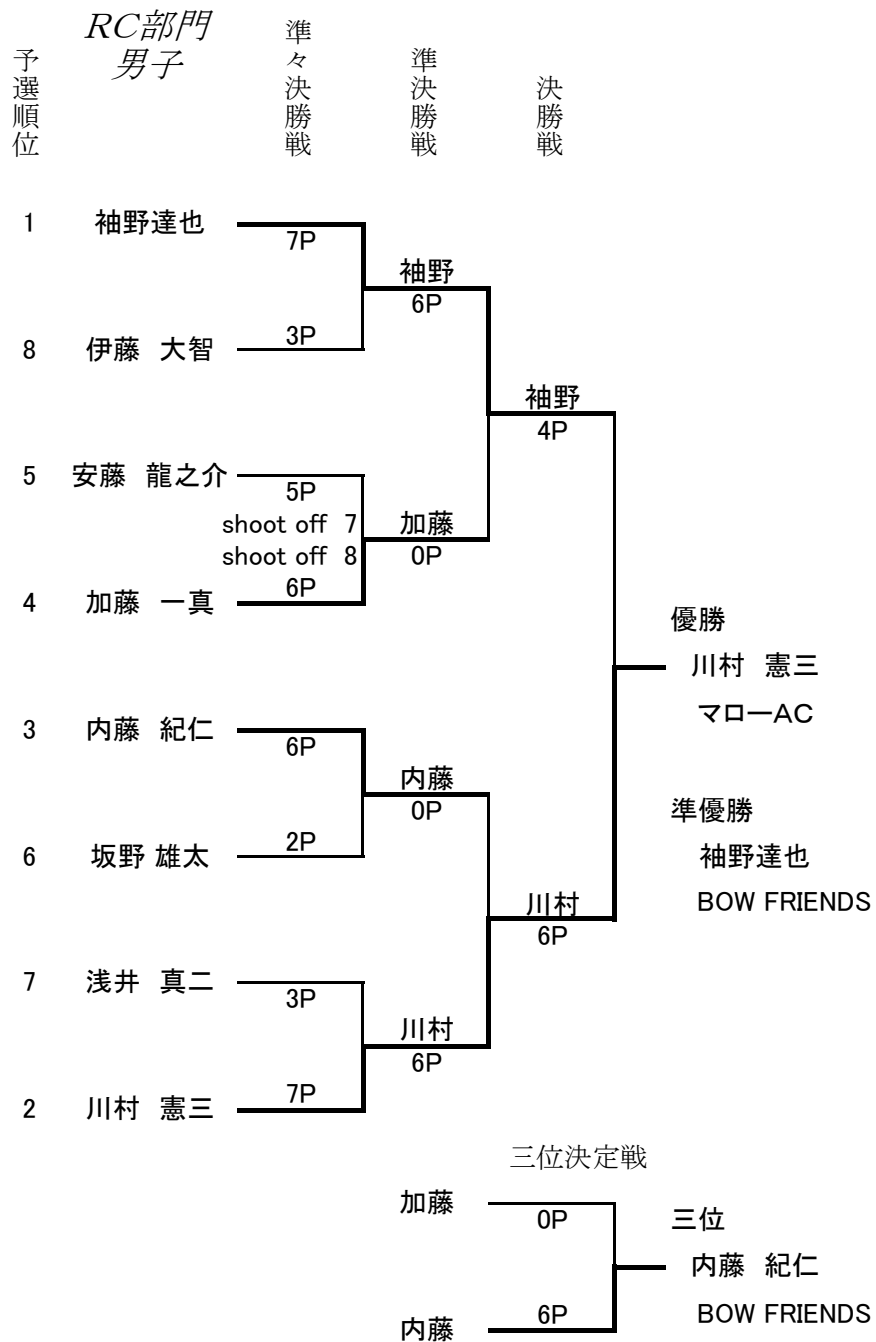 RC部門
男子
予選順位
準々決勝戦
準決勝戦
決勝戦
1 袖野達也
7P
袖野
6P
8 伊藤 大智
3P
袖野
4P
5 安藤 龍之介
5P
shoot off 7
加藤
shoot off 8
0P
4 加藤 一真
6P
優勝
川村 憲三
マローAC
3 内藤 紀仁
6P
内藤
0P
準優勝
袖野達也
BOW FRIENDS
6 坂野 雄太
2P
川村
6P
7 浅井 真二
3P
川村
6P
2 川村 憲三
7P
三位決定戦
加藤
0P
三位
内藤 紀仁
BOW FRIENDS
内藤
6P